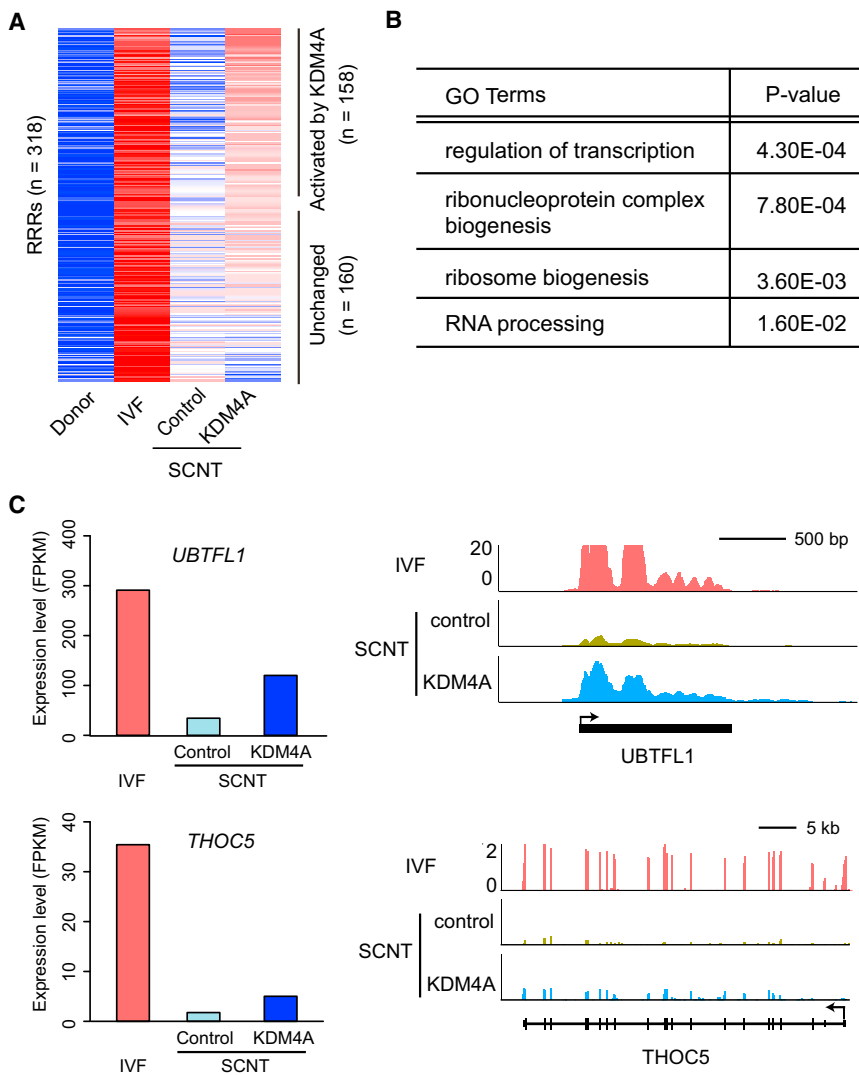 A
RRRs (n = 318)
Activated by KDM4A
(n = 158)
Unchanged
(n = 160)
Donor
IVF
Control
KDM4A
SCNT
B
GO Terms
P-value
regulation of transcription
4.30E-04
ribonucleoprotein complex
biogenesis
7.80E-04
ribosome biogenesis
3.60E-03
RNA processing
1.60E-02
C
Expression level (FPKM)
400
300
200
100
0
UBTFL1
Control
KDM4A
IVF
SCNT
500 bp
IVF
20
0
SCNT
control
KDM4A
UBTFL1
Expression level (FPKM)
40
30
20
10
0
THOC5
Control
KDM4A
IVF
SCNT
5 kb
IVF
2
0
SCNT
control
KDM4A
THOC5